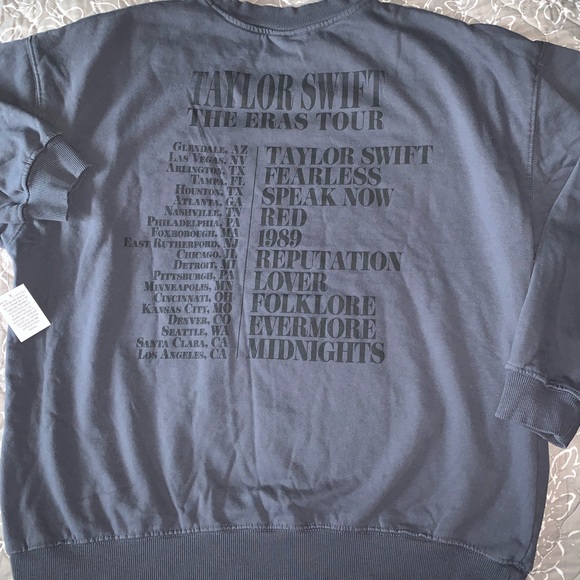 TAYLOR SWIFT
THE ERAS TOUR
GLENDALE, AZ
LAS VEGAS, NV
ARLINGTON, TX
TAMPA, FL
HOUSTON, TX
ATLANTA, GA
NASHVILLE, TN
PHILADELPHIA, PA
FOXBOROUGH, MA
EAST RUTHERFORD, NJ
CHICAGO, IL
DETROIT, MI
PITTSBURGH, PA
MINNEAPOLIS, MN
CINCINNATI, OH
KANSAS CITY, MO
DENVER, CO
SEATTLE, WA
SANTA CLARA, CA
LOS ANGELES, CA
TAYLOR SWIFT
FEARLESS
SPEAK NOW
RED
1989
REPUTATION
LOVER
FOLKLORE
EVERMORE
MIDNIGHTS